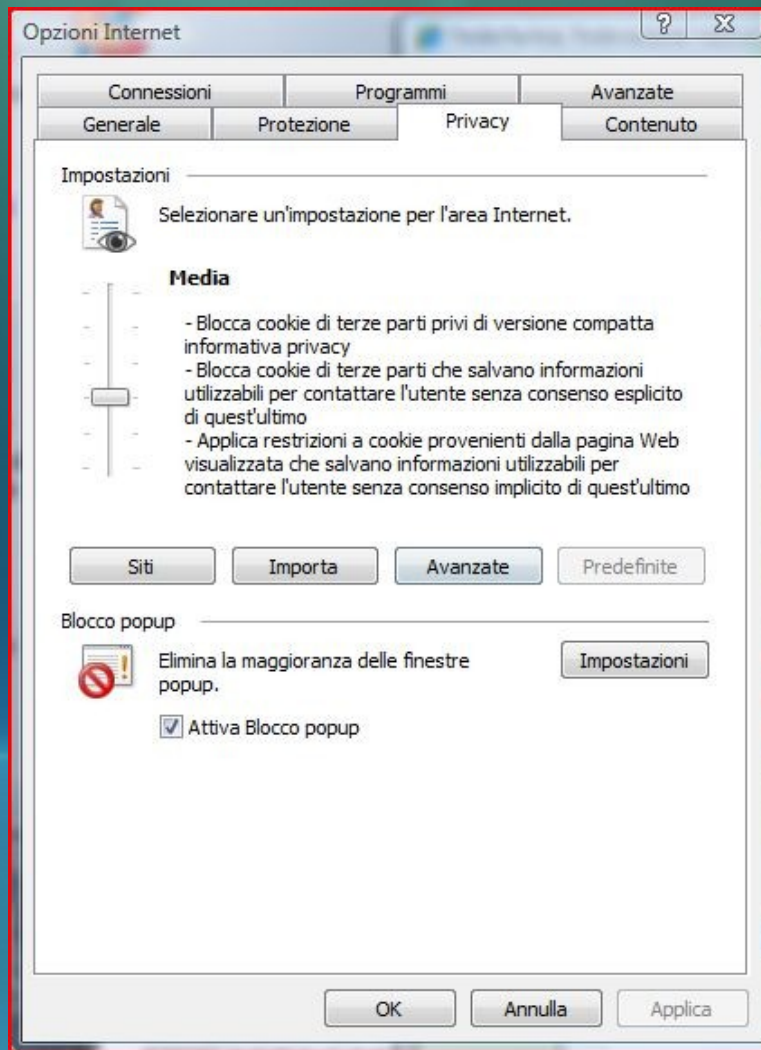 Opzioni Internet
Connessioni Programmi Avanzate
Generale Protezione Privacy Contenuto
Impostazioni
Selezionare un'impostazione per l'area Internet.
Media
- Blocca cookie di terze parti privi di versione compatta
informativa privacy
- Blocca cookie di terze parti che salvano informazioni
utilizzabili per contattare l'utente senza consenso esplicito
di quest'ultimo
- Applica restrizioni a cookie provenienti dalla pagina Web
visualizzata che salvano informazioni utilizzabili per
contattare l'utente senza consenso implicito di quest'ultimo
Siti Importa Avanzate Predefinite
Blocco popup
Elimina la maggioranza delle finestre
popup.
Impostazioni
Attiva Blocco popup
OK Annulla Applica